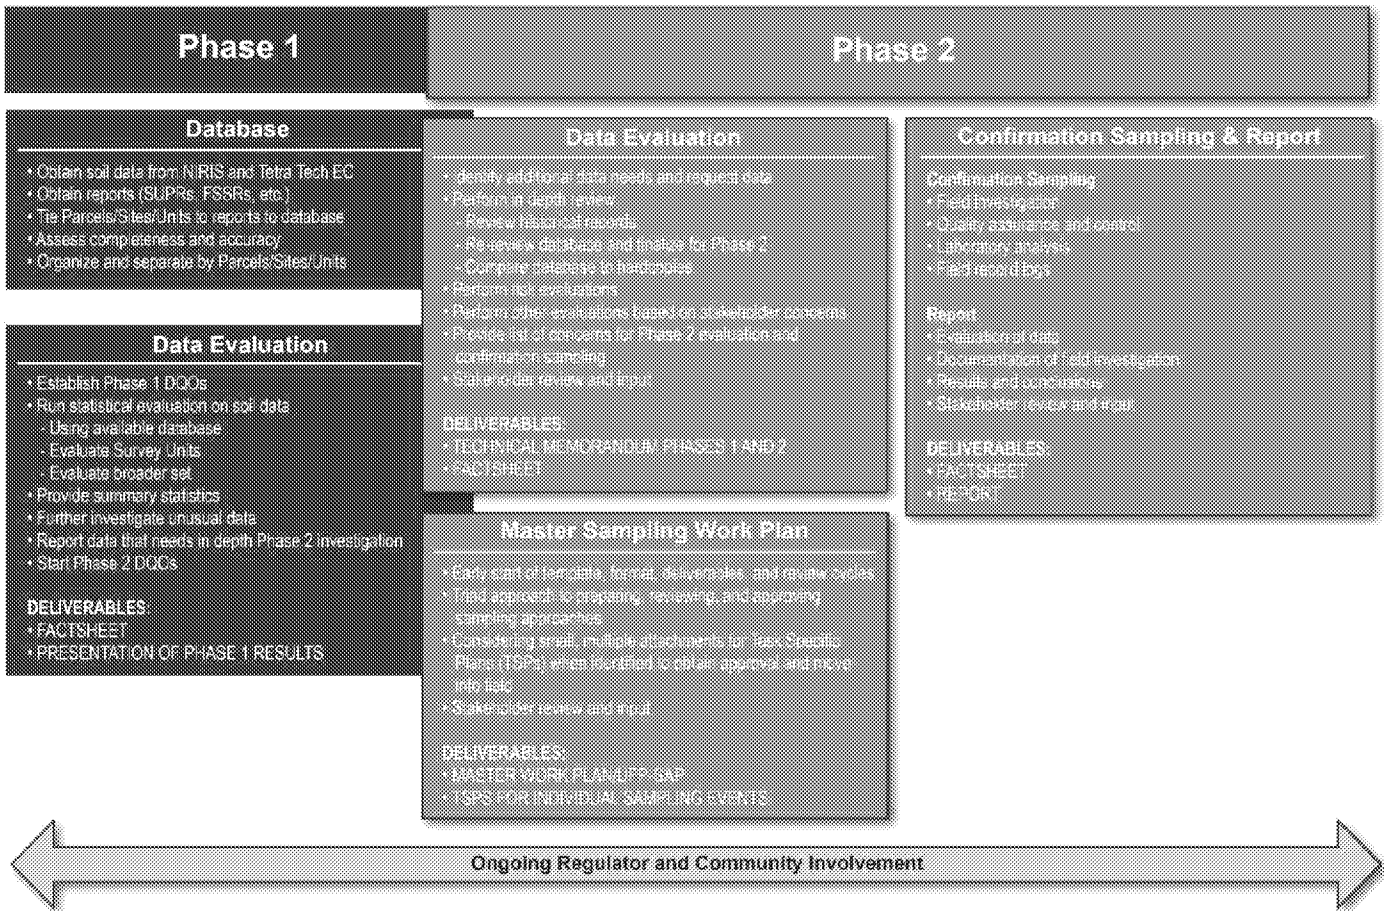 Phase 1
Phase 2
Database
• Obtain soil data from NIRIS and Tetra Tech EC
• Obtain reports (SUPRs, FSSRs, etc.)
• Tie Parcels/Sites/Units to reports to database
• Assess completeness and accuracy
• Organize and separate by Parcels/Sites/Units
Data Evaluation
• Establish Phase 1 DQOs
• Run statistical evaluation on soil data
- Using available database
- Evaluate Survey Units
- Evaluate broader set
• Provide summary statistics
• Further investigate unusual data
• Report data that needs in depth Phase 2 investigation
• Start Phase 2 DQOs
DELIVERABLES:
• FACTSHEET
• PRESENTATION OF PHASE 1 RESULTS
Data Evaluation
• Identify additional data needs and request data
• Perform in depth review
- Review historical records
- Re-review database and finalize for Phase 2
- Compare database to hardcopies
• Perform risk evaluations
• Perform other evaluations based on stakeholder concerns
• Provide list of concerns for Phase 2 evaluation and
confirmation sampling
• Stakeholder review and input
DELIVERABLES:
• TECHNICAL MEMORANDUM PHASES 1 AND 2
• FACTSHEET
Master Sampling Work Plan
• Early start of template, format, deliverables, and review cycles
• Triad approach to preparing, reviewing, and approving
sampling approaches
• Considering small, multiple attachments for Task Specific
Plans (TSPs) when identified to obtain approval and move
into field
• Stakeholder review and input
DELIVERABLES:
• MASTER WORK PLAN/UFP SAP
• TSPS FOR INDIVIDUAL SAMPLING EVENTS
Confirmation Sampling & Report
Confirmation Sampling
• Field investigation
• Quality assurance and control
• Laboratory analysis
• Field record logs
Report
• Evaluation of data
• Documentation of field investigation
• Results and conclusions
• Stakeholder review and input
DELIVERABLES:
• FACTSHEET
• REPORT
Ongoing Regulator and Community Involvement